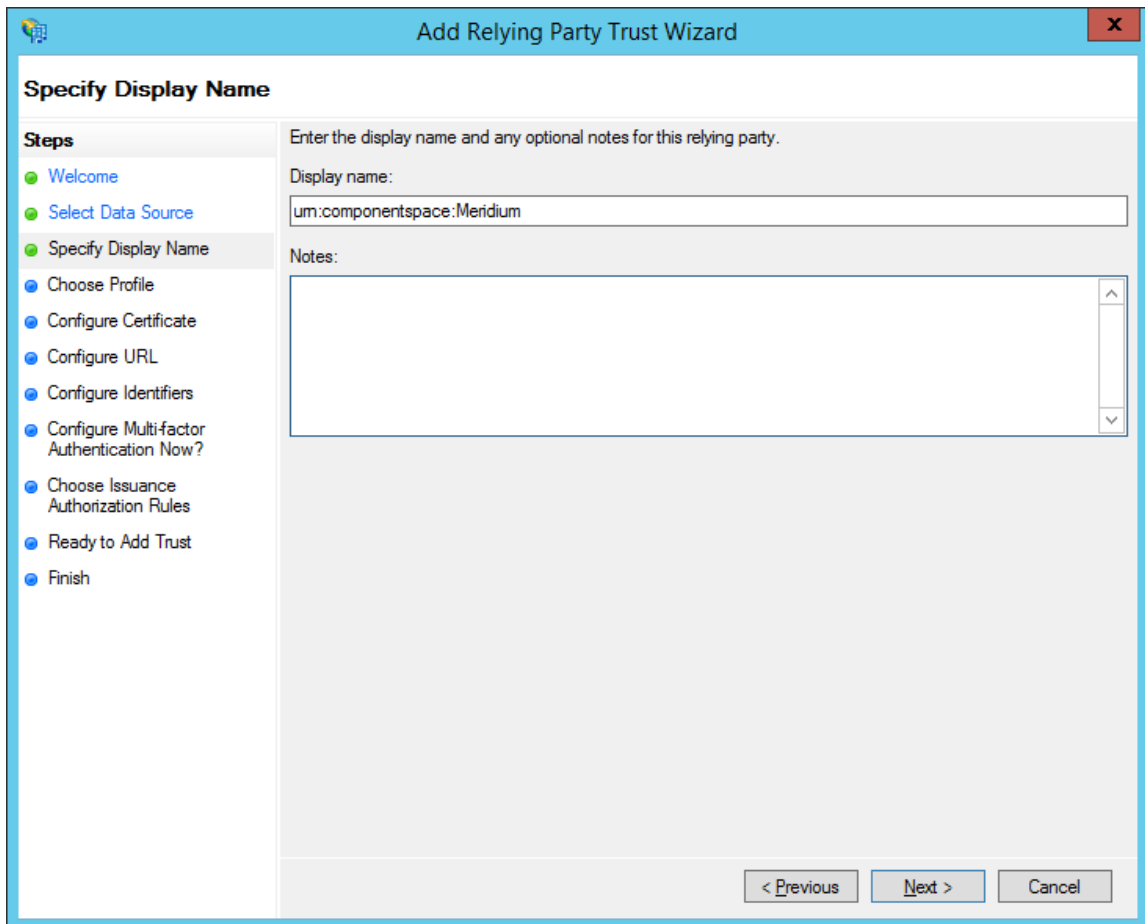 Add Relying Party Trust Wizard
x
Specify Display Name
Steps
Welcome
Select Data Source
Specify Display Name
Choose Profile
Configure Certificate
Configure URL
Configure Identifiers
Configure Multi-factor
Authentication Now?
Choose Issuance
Authorization Rules
Ready to Add Trust
Finish
Enter the display name and any optional notes for this relying party.
Display name:
urn:componentspace:Meridium
Notes:
< Previous
Next >
Cancel